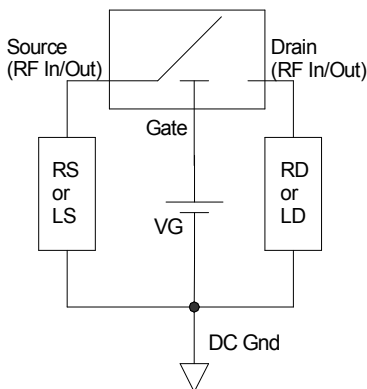 Source
(RF In/Out)
Drain
(RF In/Out)
Gate
RS
or
LS
RD
or
LD
VG
DC Gnd